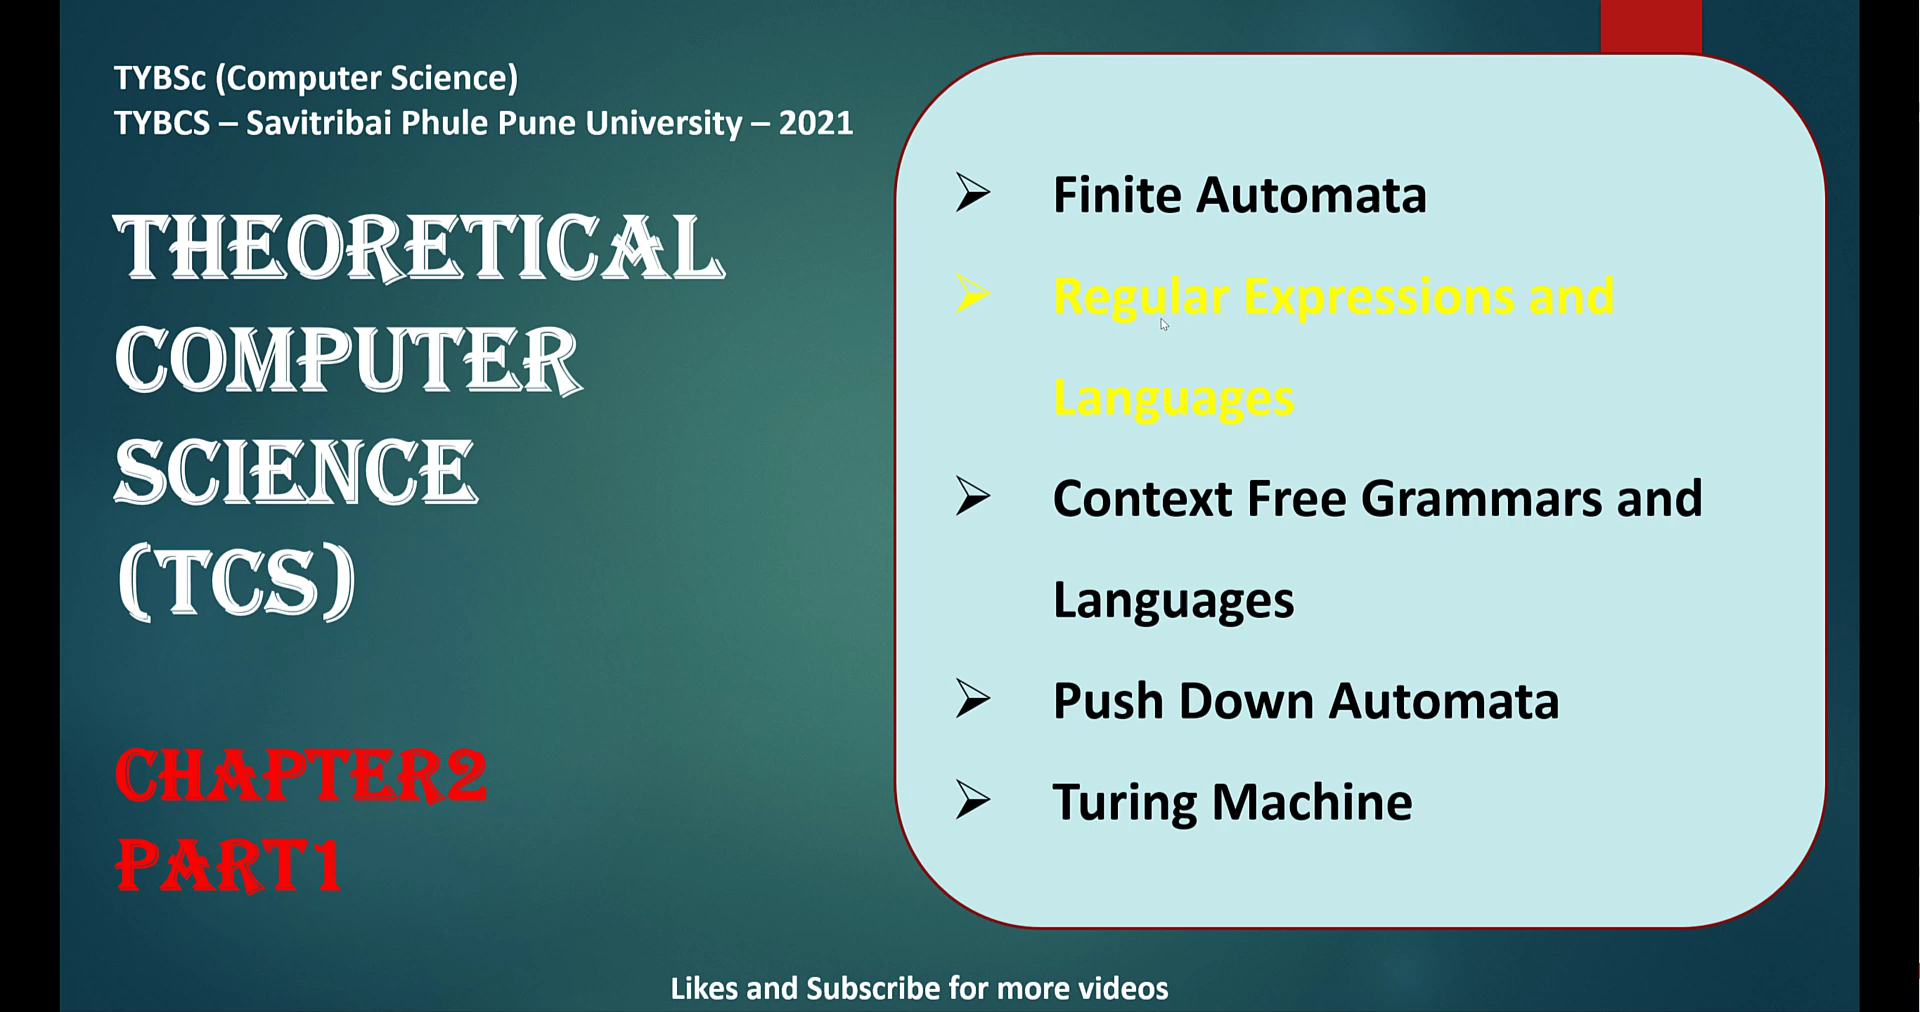 TYBSc (Computer Science)
TYBCS – Savitribai Phule Pune University – 2021
THEORETICAL
COMPUTER
SCIENCE
(TCS)
CHAPTER2
PART1
➢ Finite Automata
➢ Regular Expressions and
Languages
➢ Context Free Grammars and
Languages
➢ Push Down Automata
➢ Turing Machine
Likes and Subscribe for more videos